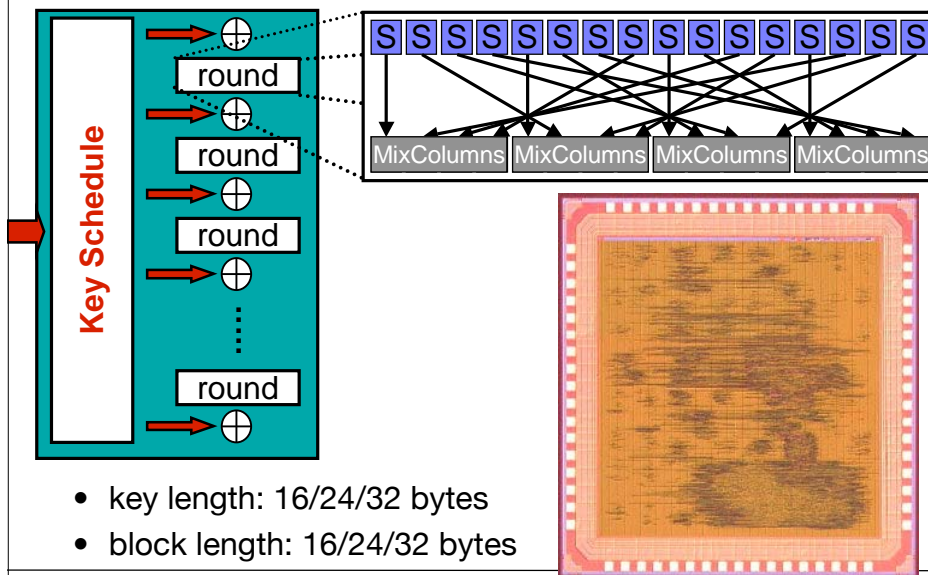 S S S S S S S S S S S S S S S S
round
MixColumns MixColumns MixColumns MixColumns
round
Key Schedule
round
round
• key length: 16/24/32 bytes
• block length: 16/24/32 bytes